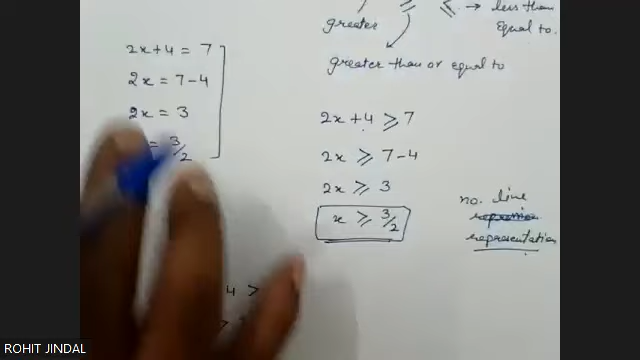 greater
≤ → less than
Equal to.
greater than or equal to
2x+4 = 7
2x = 7-4
2x = 3
= 3/2
2x + 4 ≥ 7
2x ≥ 7-4
2x ≥ 3
x ≥ 3/2
no. line
representation
4 >
ROHIT JINDAL